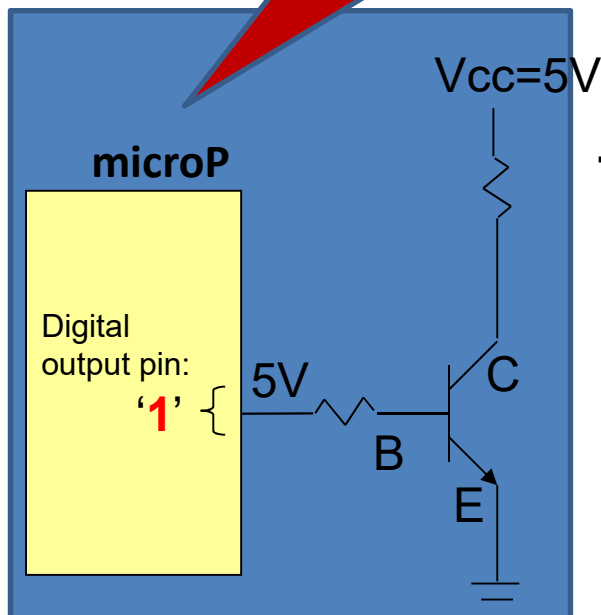 Vcc=5V
microP
Digital
output pin:
‘1’
5V
C
B
E